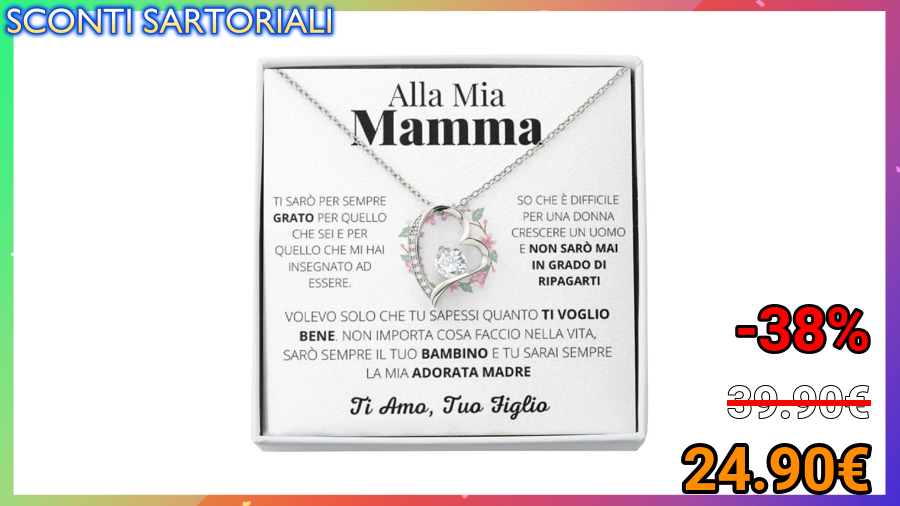 SCONTI SARTORIALI
Alla Mia
Mamma
TI SARÒ PER SEMPRE
GRATO PER QUELLO
CHE SEI E PER
QUELLO CHE MI HAI
INSEGNATO AD
ESSERE.
SO CHE È DIFFICILE
PER UNA DONNA
CRESCERE UN UOMO
E NON SARÒ MAI
IN GRADO DI
RIPAGARTI
VOLEVO SOLO CHE TU SAPESSI QUANTO TI VOGLIO
BENE. NON IMPORTA COSA FACCIO NELLA VITA,
SARÒ SEMPRE IL TUO BAMBINO E TU SARAI SEMPRE
LA MIA ADORATA MADRE
Ti Amo, Tuo Figlio
-38%
39.90€
24.90€